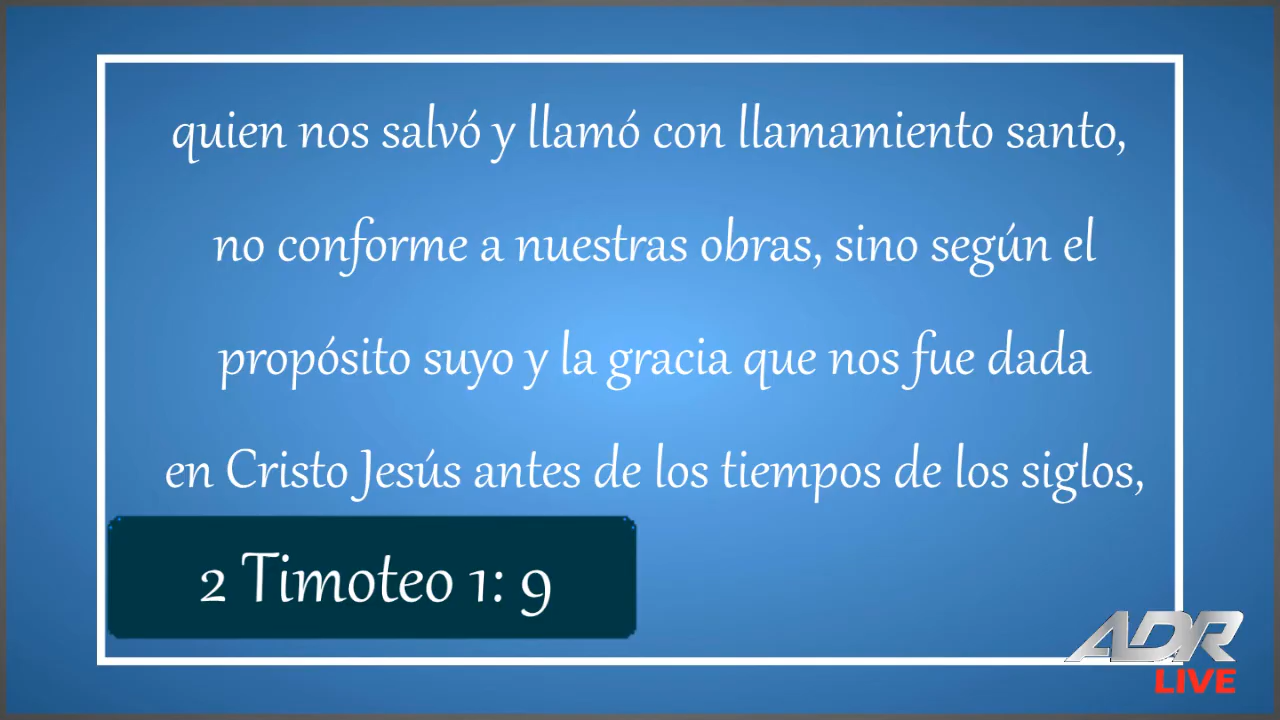 quien nos salvó y llamó con llamamiento santo,
no conforme a nuestras obras, sino según el
propósito suyo y la gracia que nos fue dada
en Cristo Jesús antes de los tiempos de los siglos,
2 Timoteo 1: 9
ADR
LIVE